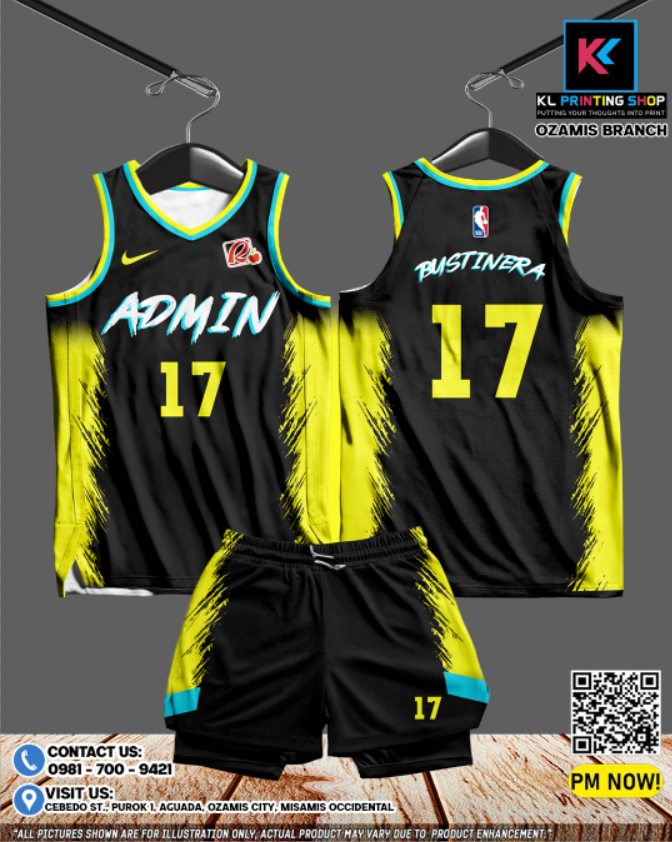 KL PRINTING SHOP
PUTTING YOUR THOUGHTS INTO PRINT
OZAMIS BRANCH
R
ADMIN
17
BUSTINERA
17
17
CONTACT US:
0981 - 700 - 9421
VISIT US:
CEBEDO ST., PUROK 1, AGUADA, OZAMIS CITY, MISAMIS OCCIDENTAL
PM NOW!
*ALL PICTURES SHOWN ARE FOR ILLUSTRATION ONLY, ACTUAL PRODUCT MAY VARY DUE TO PRODUCT ENHANCEMENT.*